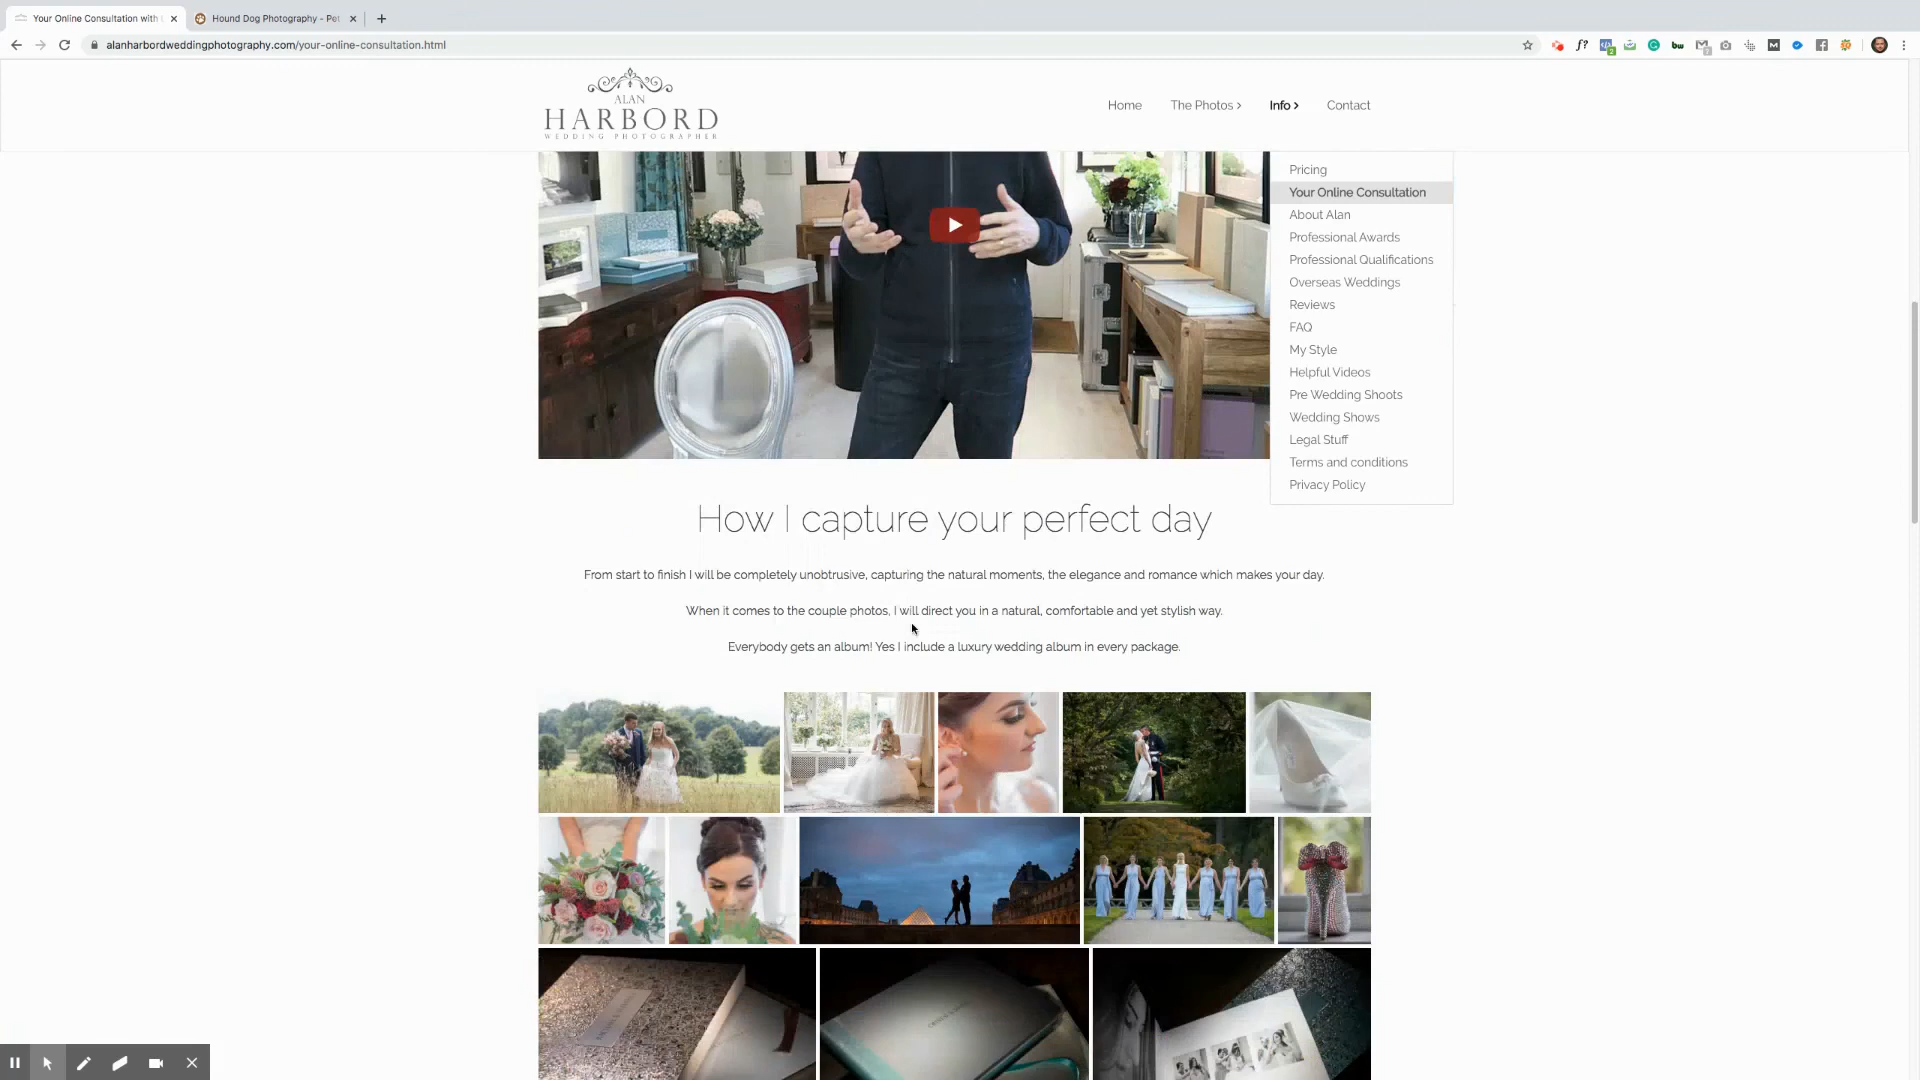 Your Online Consultation with
Hound Dog Photography - Pet
alanharbordweddingphotography.com/your-online-consultation.html
ALAN
HARBORD
WEDDING PHOTOGRAPHER
Home
The Photos
Info
Contact
Pricing
Your Online Consultation
About Alan
Professional Awards
Professional Qualifications
Overseas Weddings
Reviews
FAQ
My Style
Helpful Videos
Pre Wedding Shoots
Wedding Shows
Legal Stuff
Terms and conditions
Privacy Policy
How I capture your perfect day
From start to finish I will be completely unobtrusive, capturing the natural moments, the elegance and romance which makes your day.
When it comes to the couple photos, I will direct you in a natural, comfortable and yet stylish way.
Everybody gets an album! Yes I include a luxury wedding album in every package.